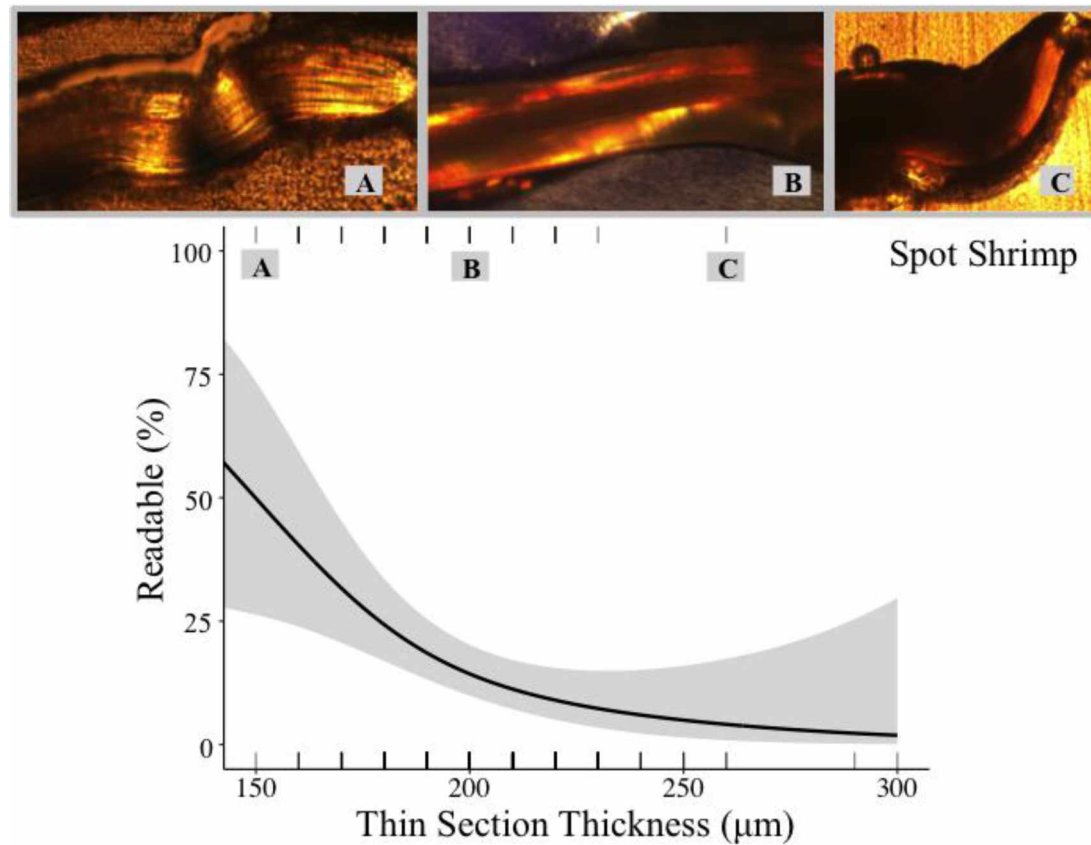 A
B
C
100
A
B
C
Spot Shrimp
75
50
25
0
Readable (%)
150
200
250
300
Thin Section Thickness (μm)